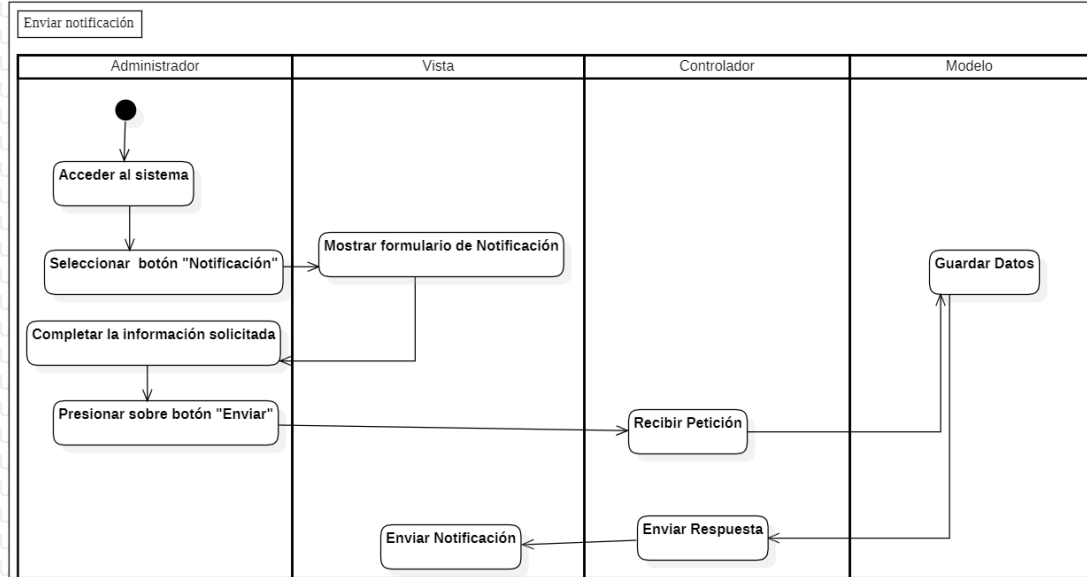 Enviar notificación
Administrador
Vista
Controlador
Modelo
Acceder al sistema
Seleccionar botón "Notificación"
Mostrar formulario de Notificación
Guardar Datos
Completar la información solicitada
Presionar sobre botón "Enviar"
Recibir Petición
Enviar Notificación
Enviar Respuesta